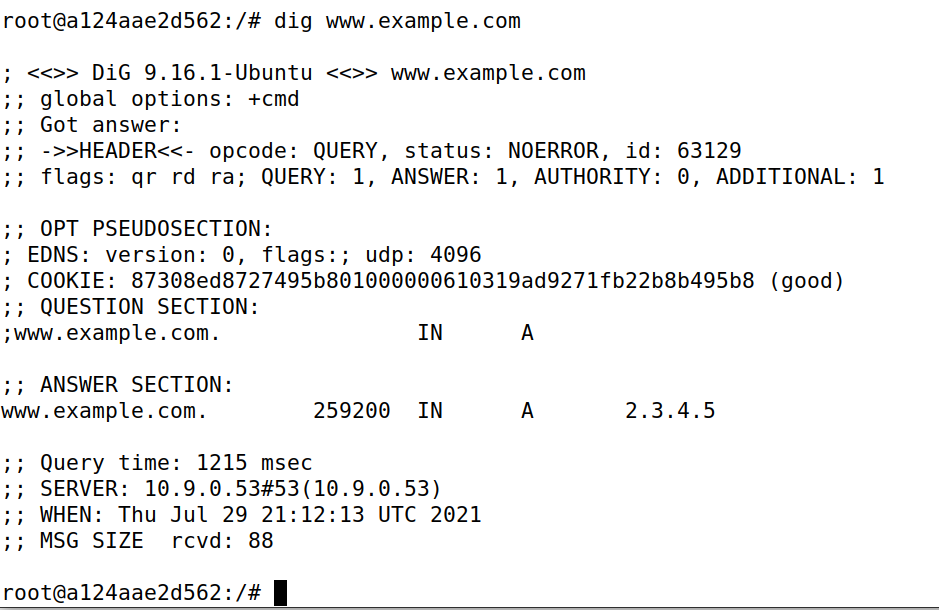 root@a124aae2d562:/# dig www.example.com
; <<>> DiG 9.16.1-Ubuntu <<>> www.example.com
;; global options: +cmd
;; Got answer:
;; ->>HEADER<<- opcode: QUERY, status: NOERROR, id: 63129
;; flags: qr rd ra; QUERY: 1, ANSWER: 1, AUTHORITY: 0, ADDITIONAL: 1
;; OPT PSEUDOSECTION:
; EDNS: version: 0, flags:; udp: 4096
; COOKIE: 87308ed8727495b801000000610319ad9271fb22b8b495b8 (good)
;; QUESTION SECTION:
;www.example.com. IN A
;; ANSWER SECTION:
www.example.com. 259200 IN A 2.3.4.5
;; Query time: 1215 msec
;; SERVER: 10.9.0.53#53(10.9.0.53)
;; WHEN: Thu Jul 29 21:12:13 UTC 2021
;; MSG SIZE  rcvd: 88
root@a124aae2d562:/#